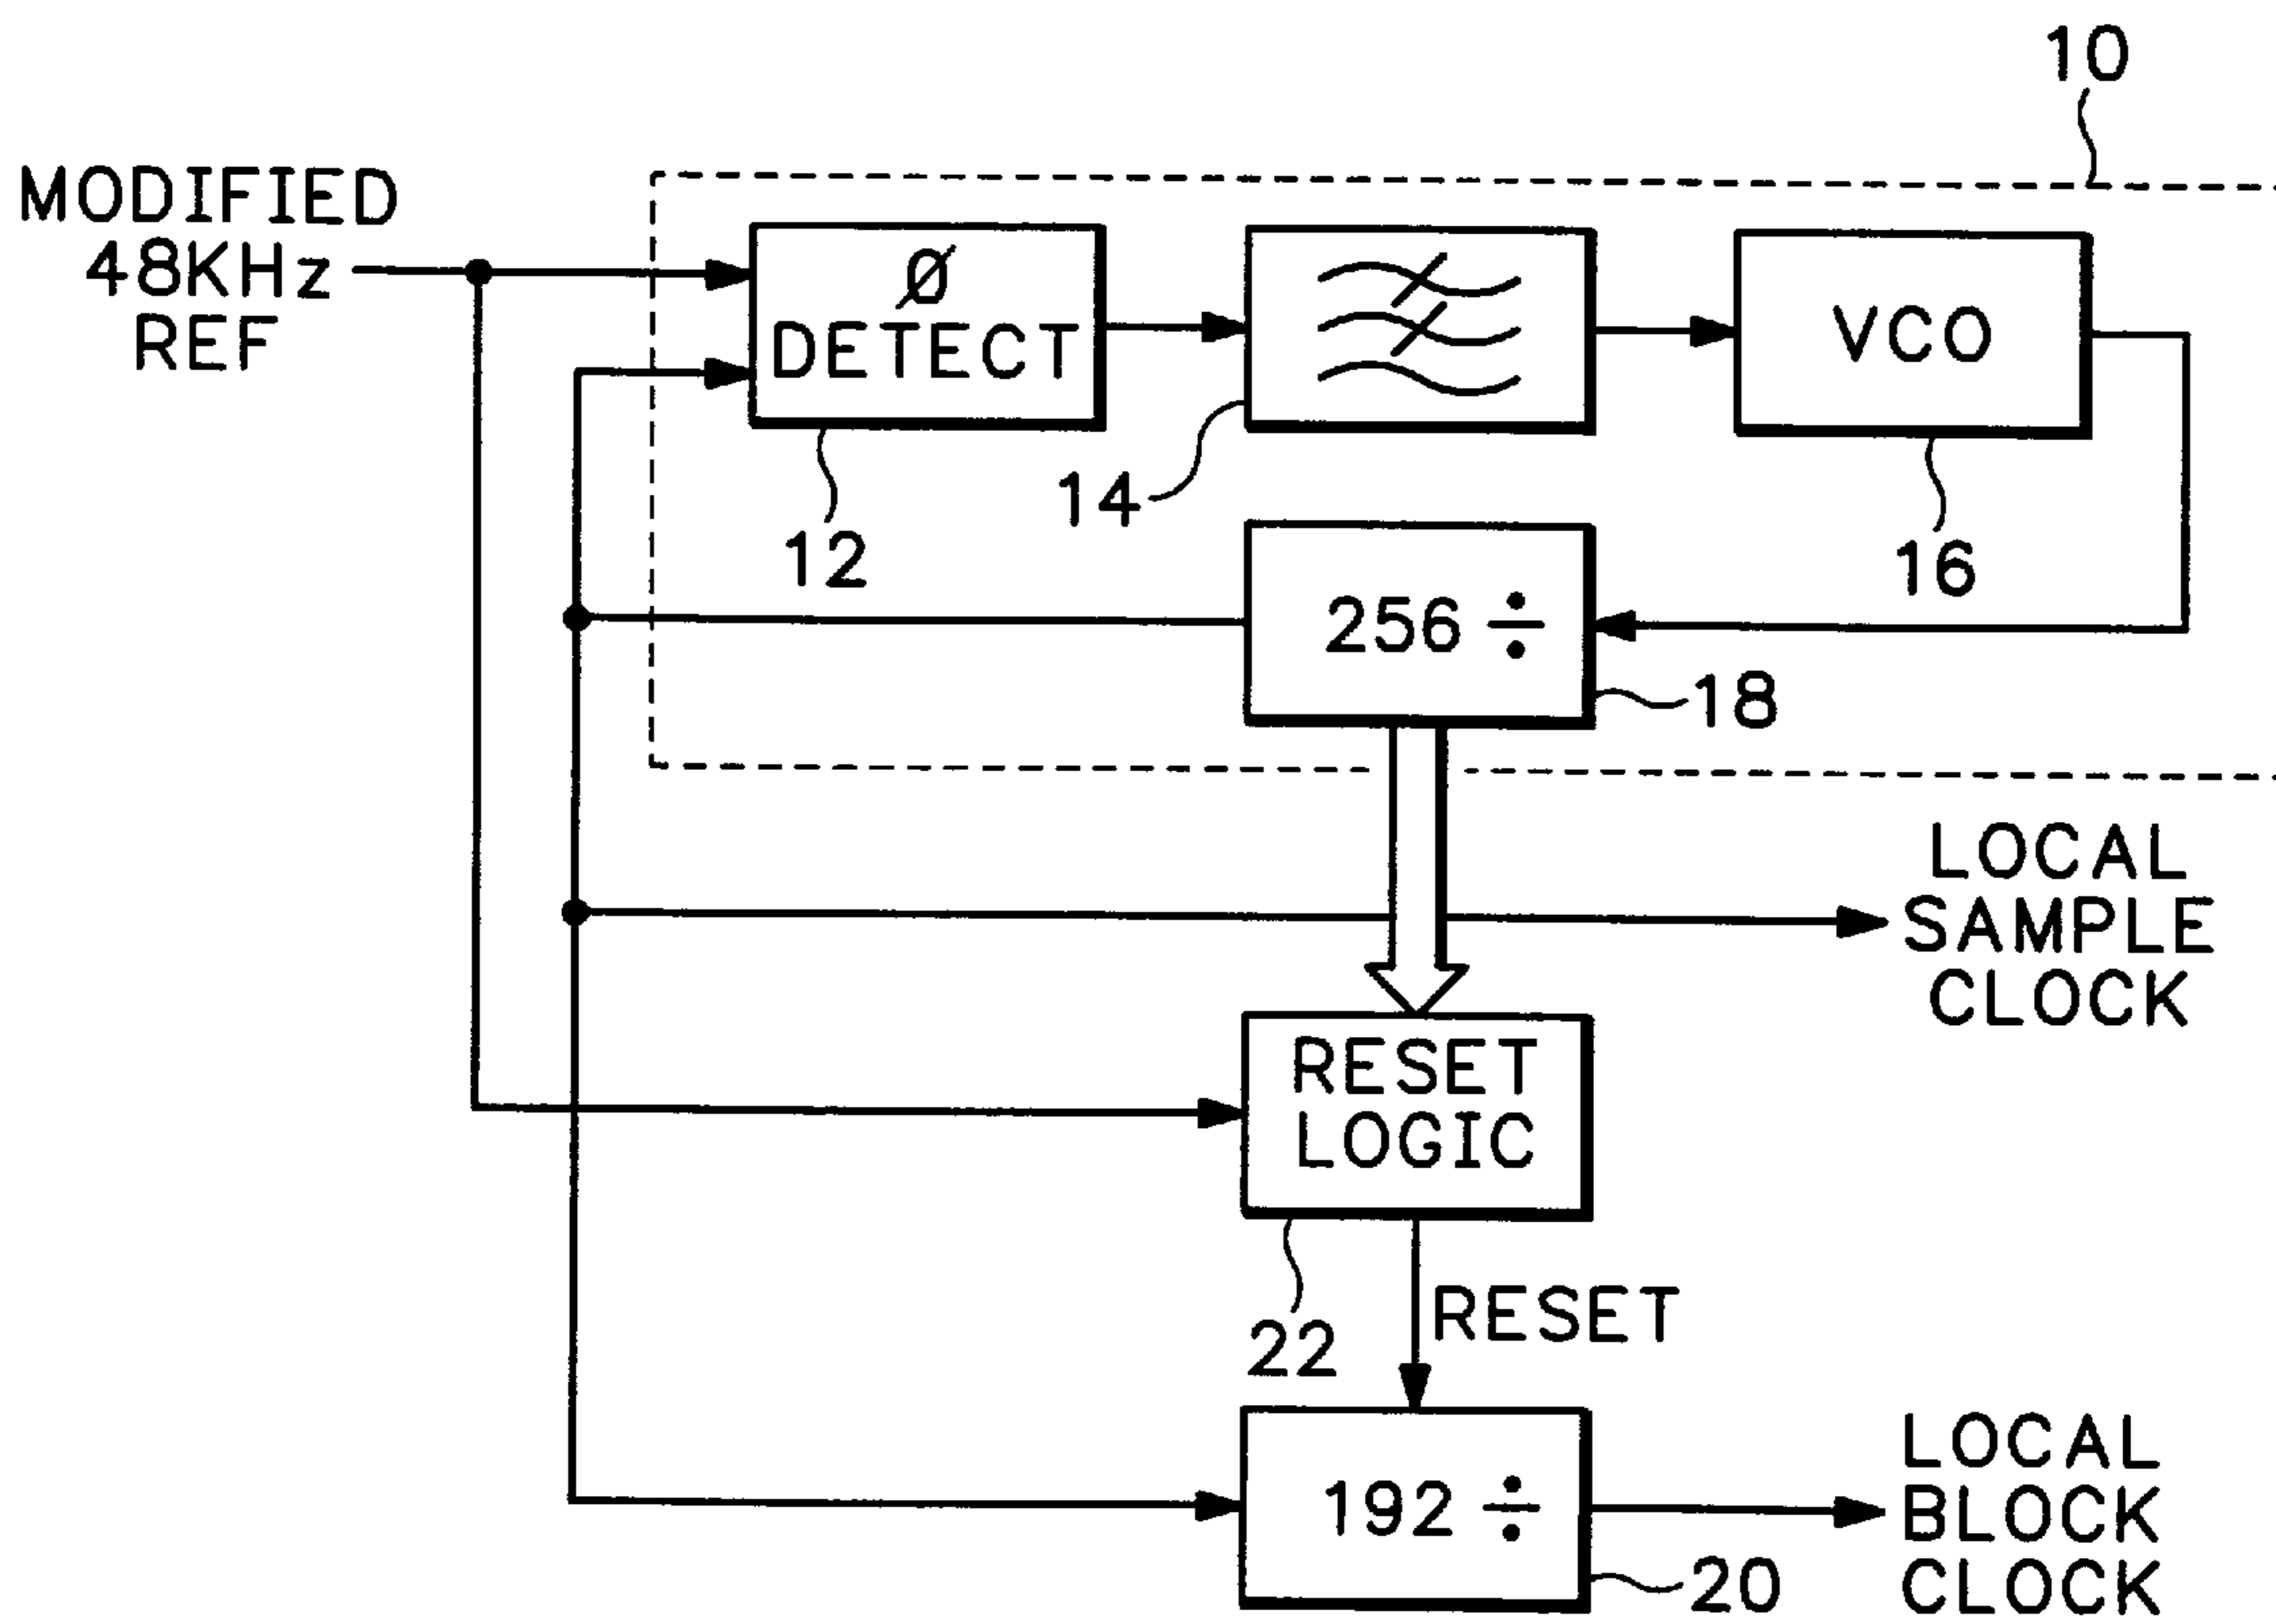 10
MODIFIED
48KHz
REF
Ø
DETECT
VCO
14
12
16
256 ÷
18
LOCAL
SAMPLE
CLOCK
RESET
LOGIC
22
RESET
192 ÷
LOCAL
BLOCK
CLOCK
20